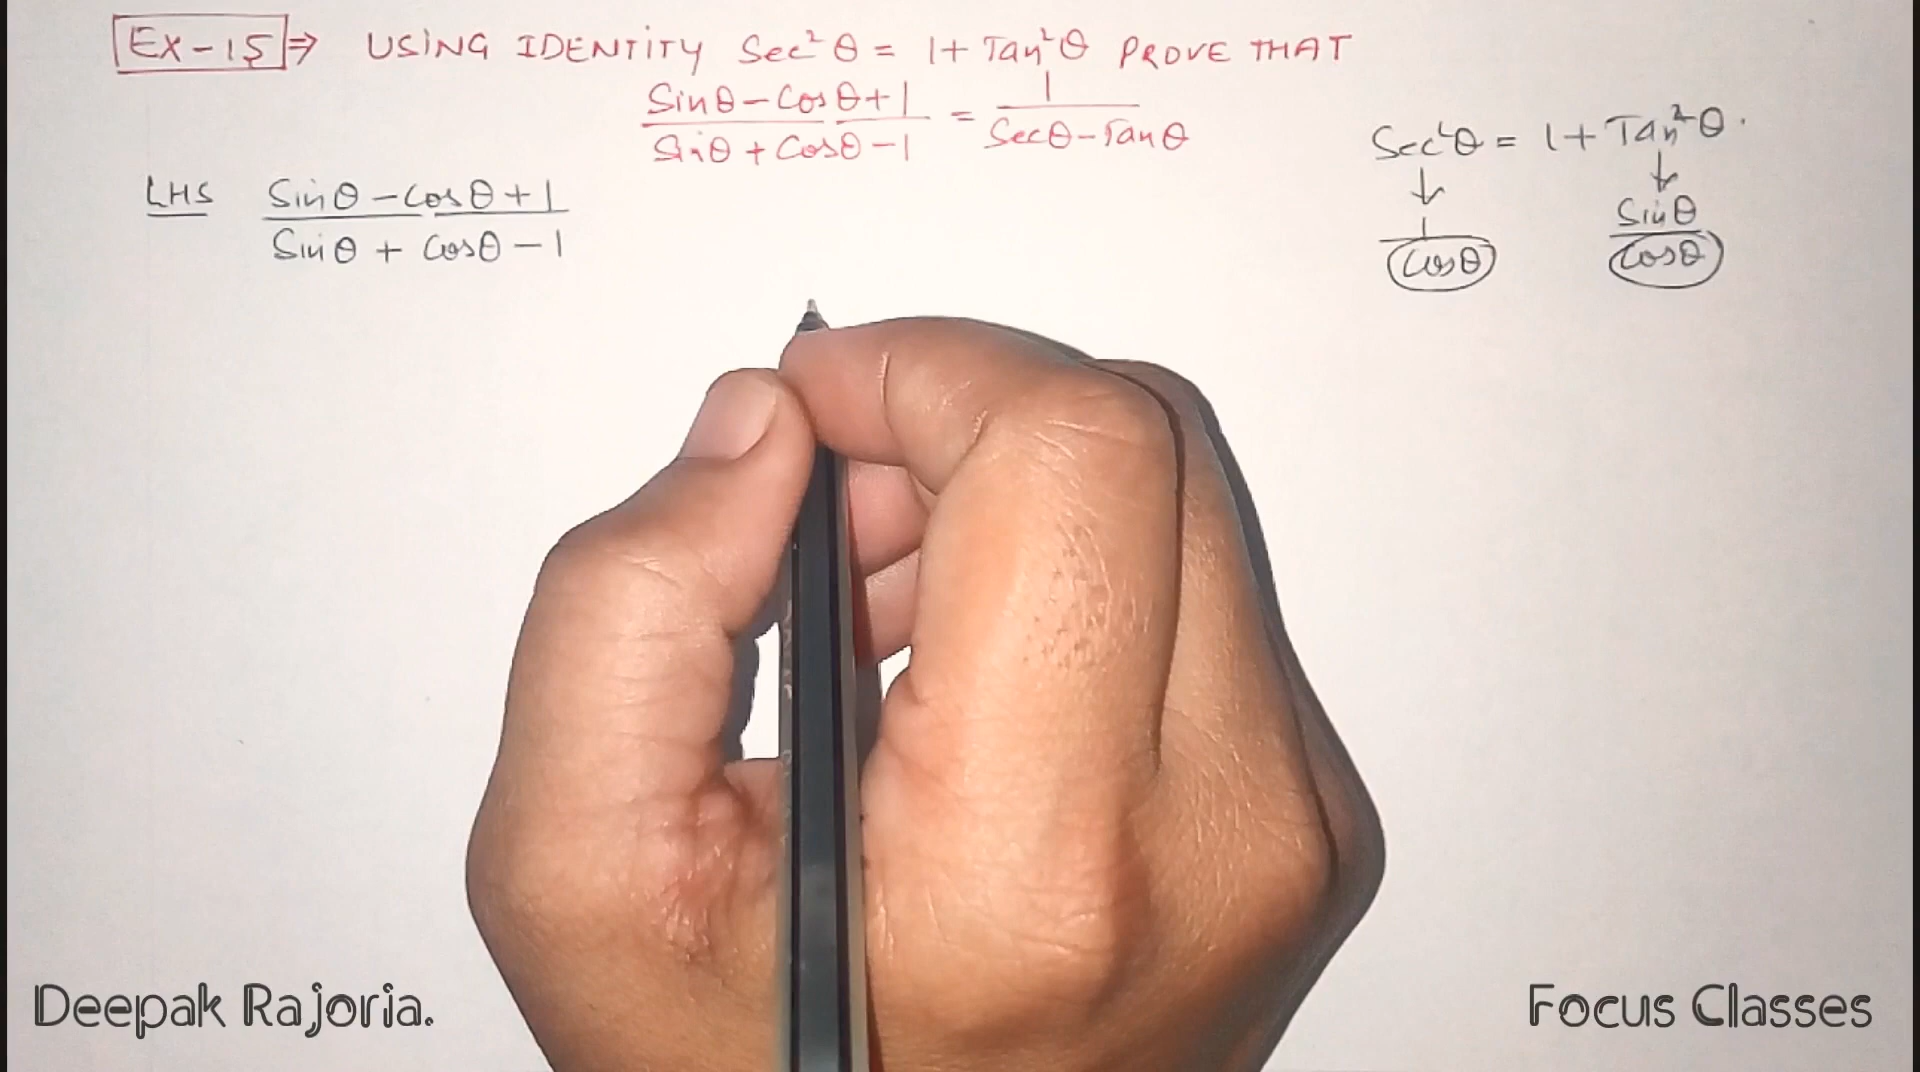 EX-15 ⇒ USING IDENTITY Sec²θ = 1+ Tan²θ PROVE THAT
Sinθ-Cosθ+1 / Sinθ+Cosθ-1 = 1 / Secθ-Tanθ
Sec²θ = 1+Tan²θ.
↓ ↓
1 / Cosθ Sinθ / Cosθ
LHS Sinθ-Cosθ+1 / Sinθ + Cosθ-1
Deepak Rajoria.
Focus Classes